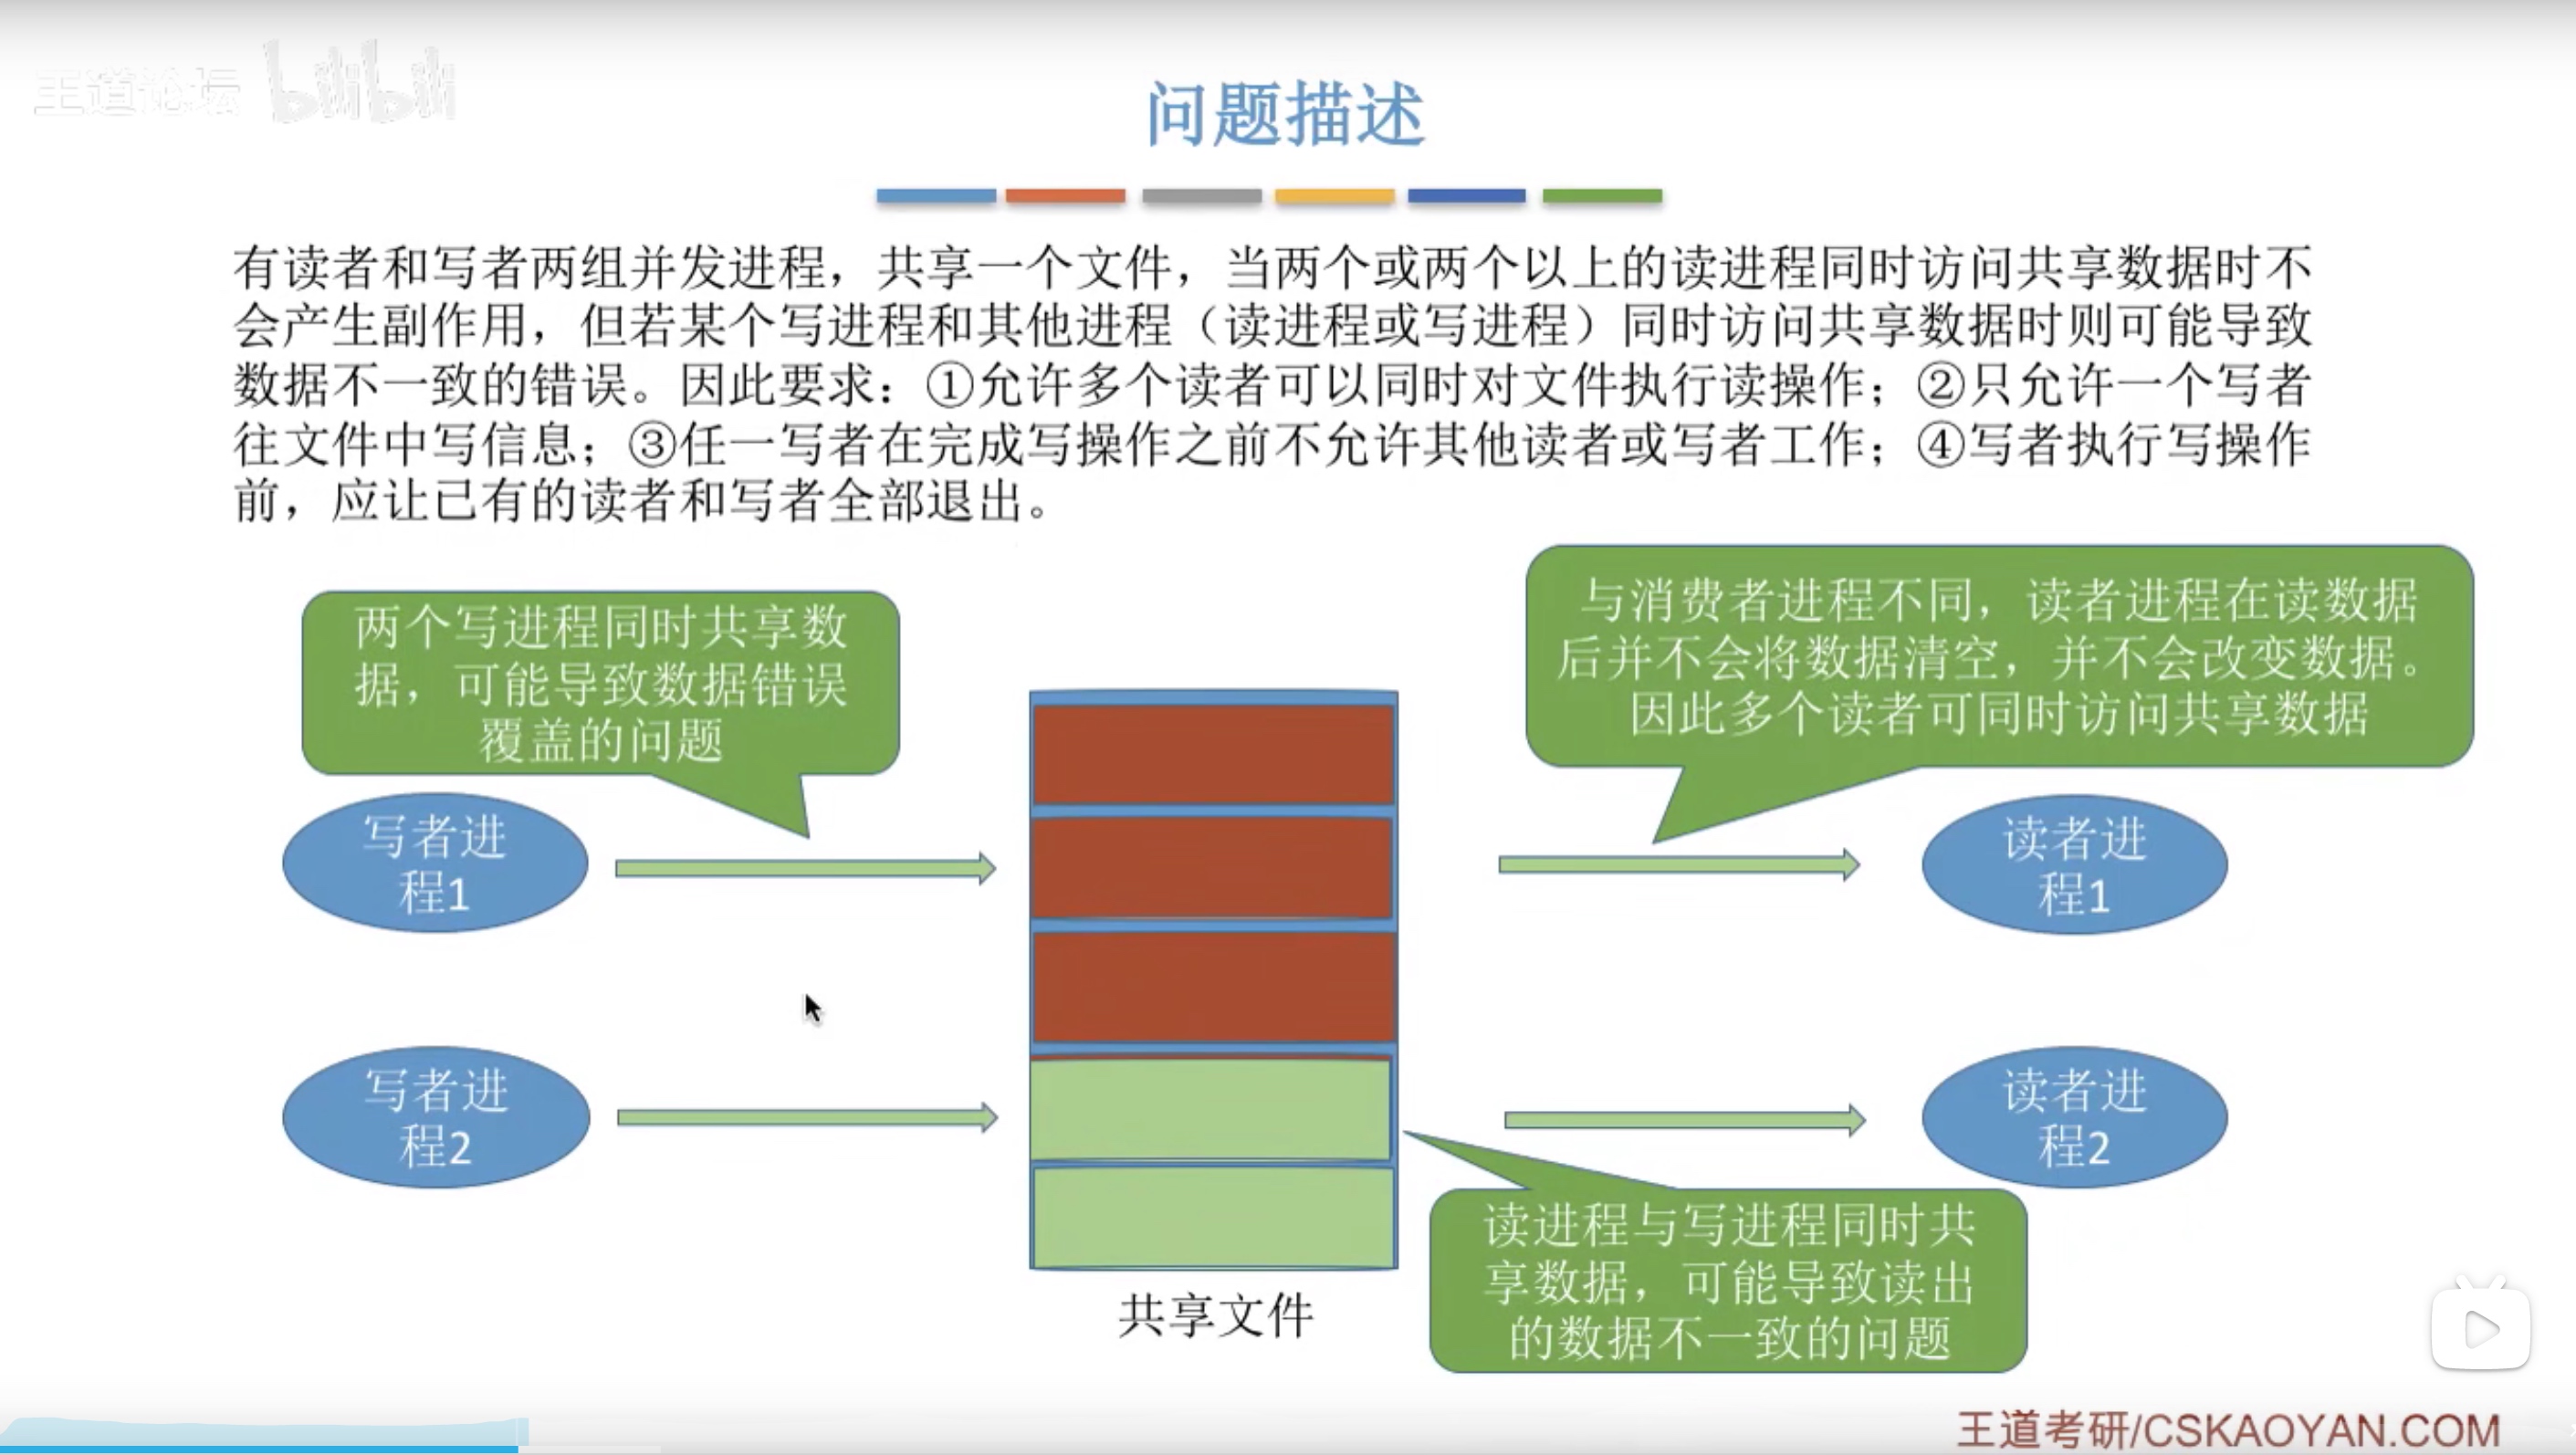 王道论坛 bilibili
问题描述
有读者和写者两组并发进程，共享一个文件，当两个或两个以上的读进程同时访问共享数据时不
会产生副作用，但若某个写进程和其他进程（读进程或写进程）同时访问共享数据时则可能导致
数据不一致的错误。因此要求：①允许多个读者可以同时对文件执行读操作；②只允许一个写者
往文件中写信息；③任一写者在完成写操作之前不允许其他读者或写者工作；④写者执行写操作
前，应让已有的读者和写者全部退出。
两个写进程同时共享数
据，可能导致数据错误
覆盖的问题
与消费者进程不同，读者进程在读数据
后并不会将数据清空，并不会改变数据。
因此多个读者可同时访问共享数据
写者进
程1
读者进
程1
写者进
程2
读者进
程2
读进程与写进程同时共
享数据，可能导致读出
的数据不一致的问题
共享文件
王道考研/CSKAOYAN.COM